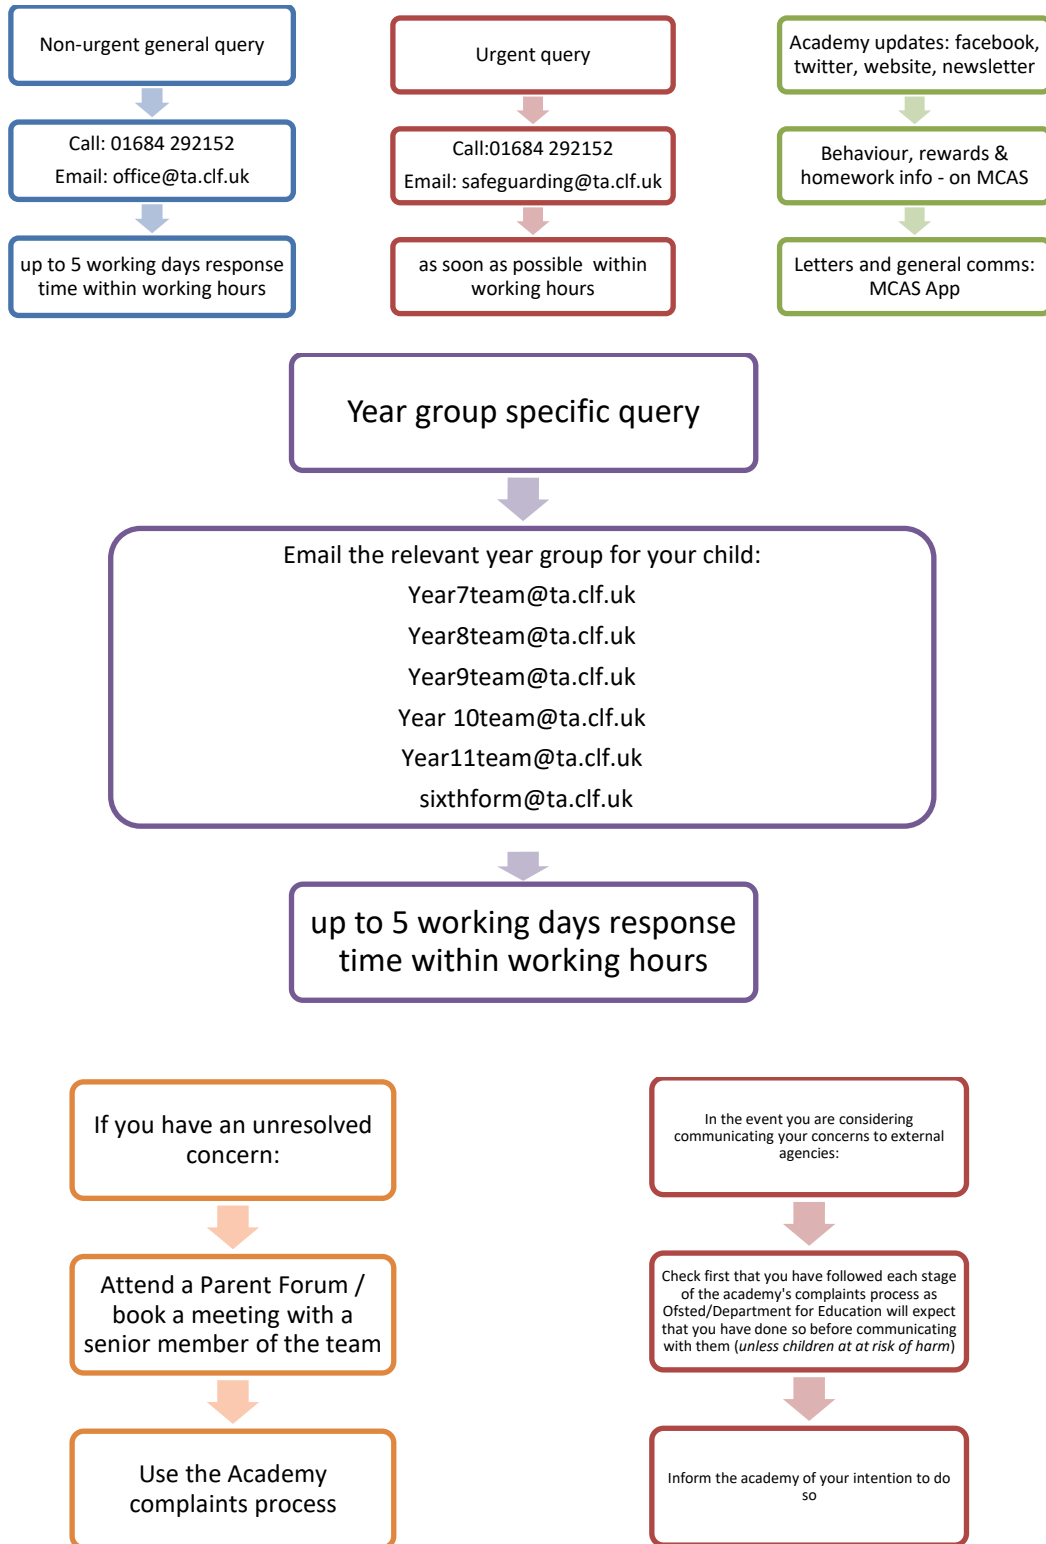 Non-urgent general query
Call: 01684 292152
Email: office@ta.clf.uk
up to 5 working days response
time within working hours
Urgent query
Call:01684 292152
Email: safeguarding@ta.clf.uk
as soon as possible within
working hours
Academy updates: facebook,
twitter, website, newsletter
Behaviour, rewards &
homework info - on MCAS
Letters and general comms:
MCAS App
Year group specific query
Email the relevant year group for your child:
Year7team@ta.clf.uk
Year8team@ta.clf.uk
Year9team@ta.clf.uk
Year 10team@ta.clf.uk
Year11team@ta.clf.uk
sixthform@ta.clf.uk
up to 5 working days response
time within working hours
If you have an unresolved
concern:
Attend a Parent Forum /
book a meeting with a
senior member of the team
Use the Academy
complaints process
In the event you are considering
communicating your concerns to external
agencies:
Check first that you have followed each stage
of the academy's complaints process as
Ofsted/Department for Education will expect
that you have done so before communicating
with them (unless children at at risk of harm)
Inform the academy of your intention to do
so